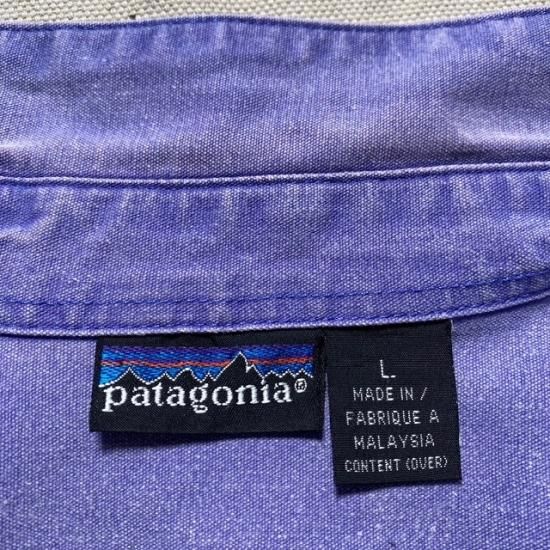 patagonia®
L
MADE IN /
FABRIQUE A
MALAYSIA
CONTENT (OVER)